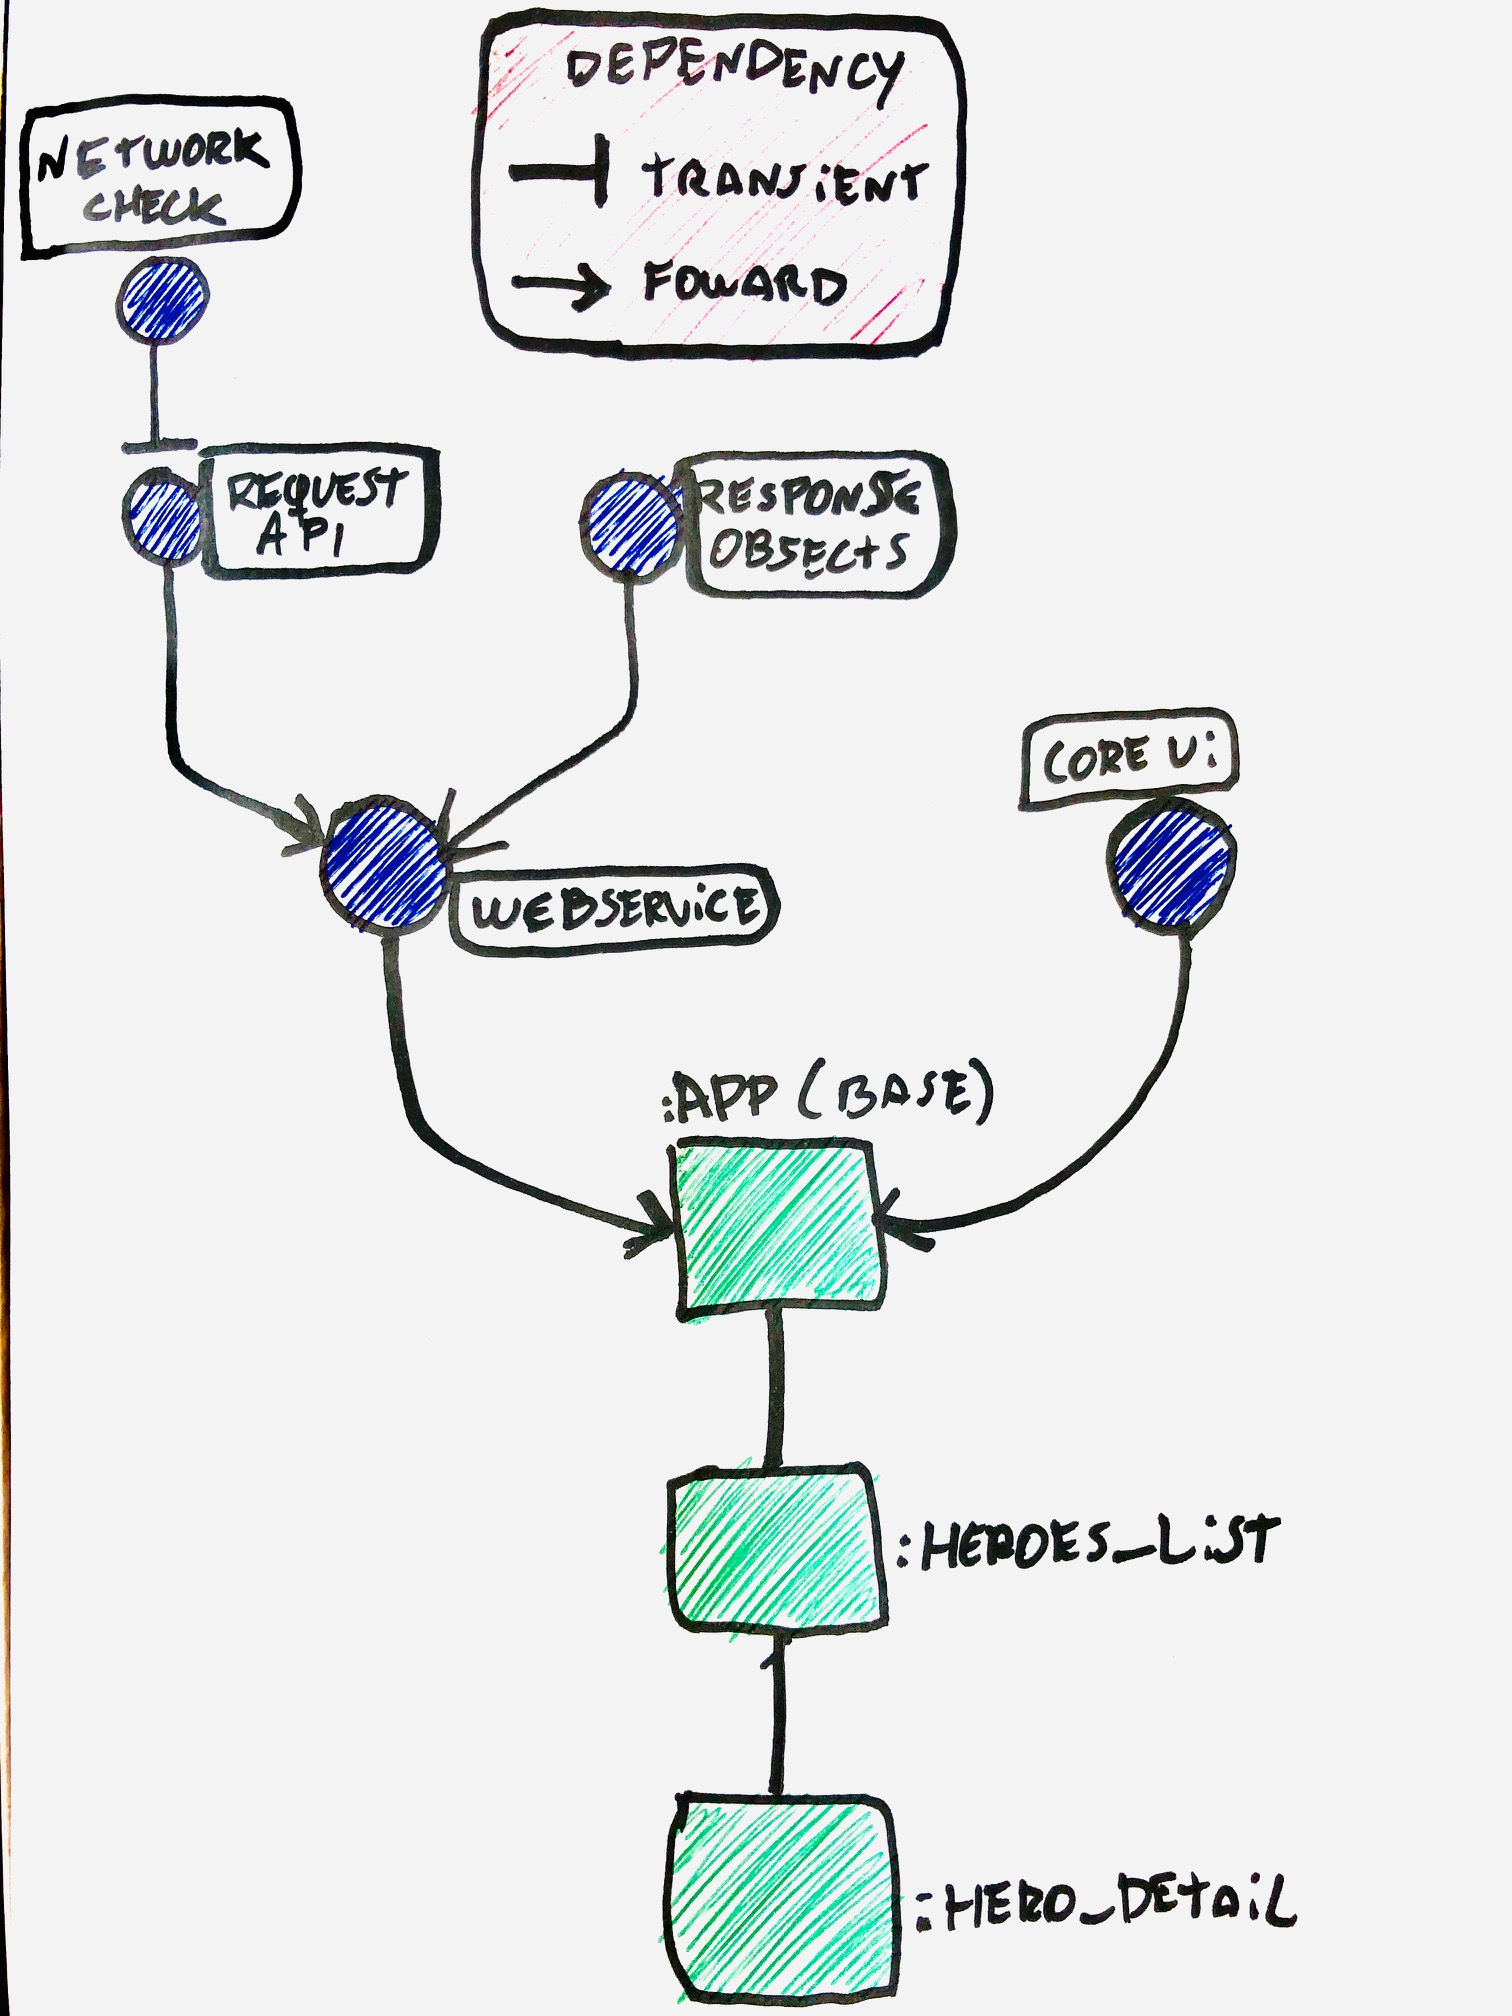 DEPENDENCY
TRANSiENT
FOWARD
NETWORK
CHECK
REQUEST
API
RESPONSE
OBJECTS
CORE Ui
WEBSERViCE
:APP (BASE)
:HEROES_LiST
:HERO_DETAiL